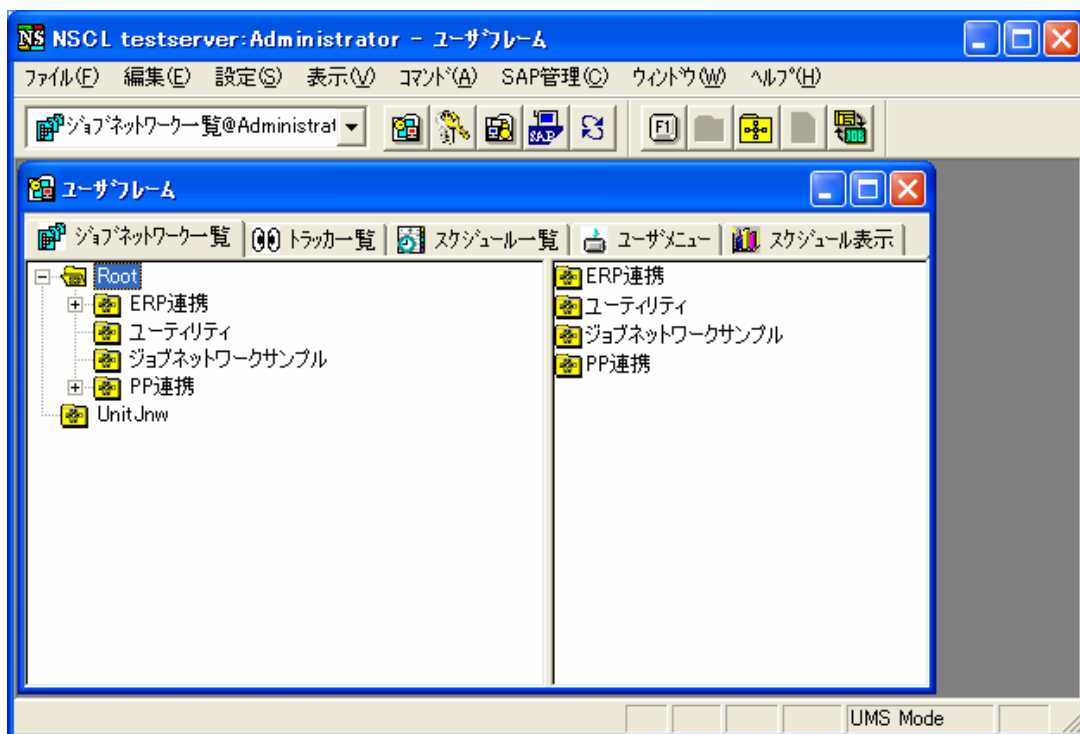 NS NSCL testserver:Administrator - ユーザフレーム
ファイル(F) 編集(E) 設定(S) 表示(V) コマンド(A) SAP管理(C) ウィンドウ(W) ヘルプ(H)
ジョブネットワーク一覧@Administrat
SAP F1 JOB
ユーザフレーム
ジョブネットワーク一覧 トラッカ一覧 スケジュール一覧 ユーザメニュー スケジュール表示
Root ERP連携
ERP連携 ユーティリティ
ユーティリティ ジョブネットワークサンプル
ジョブネットワークサンプル PP連携
PP連携
UnitJnw
UMS Mode